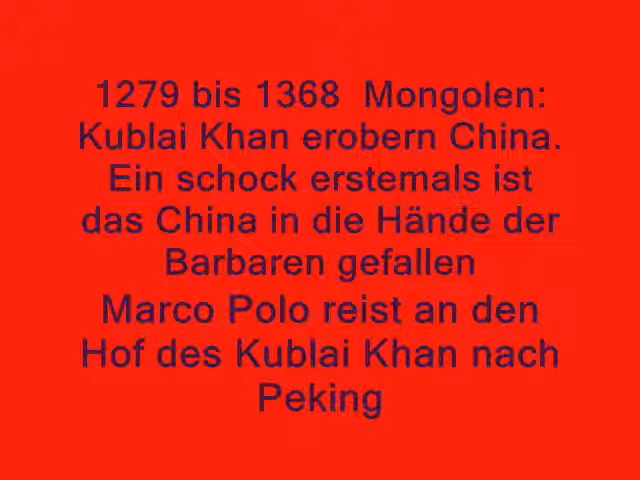 1279 bis 1368  Mongolen:
Kublai Khan erobern China.
Ein schock erstemals ist
das China in die Hände der
Barbaren gefallen
Marco Polo reist an den
Hof des Kublai Khan nach
Peking